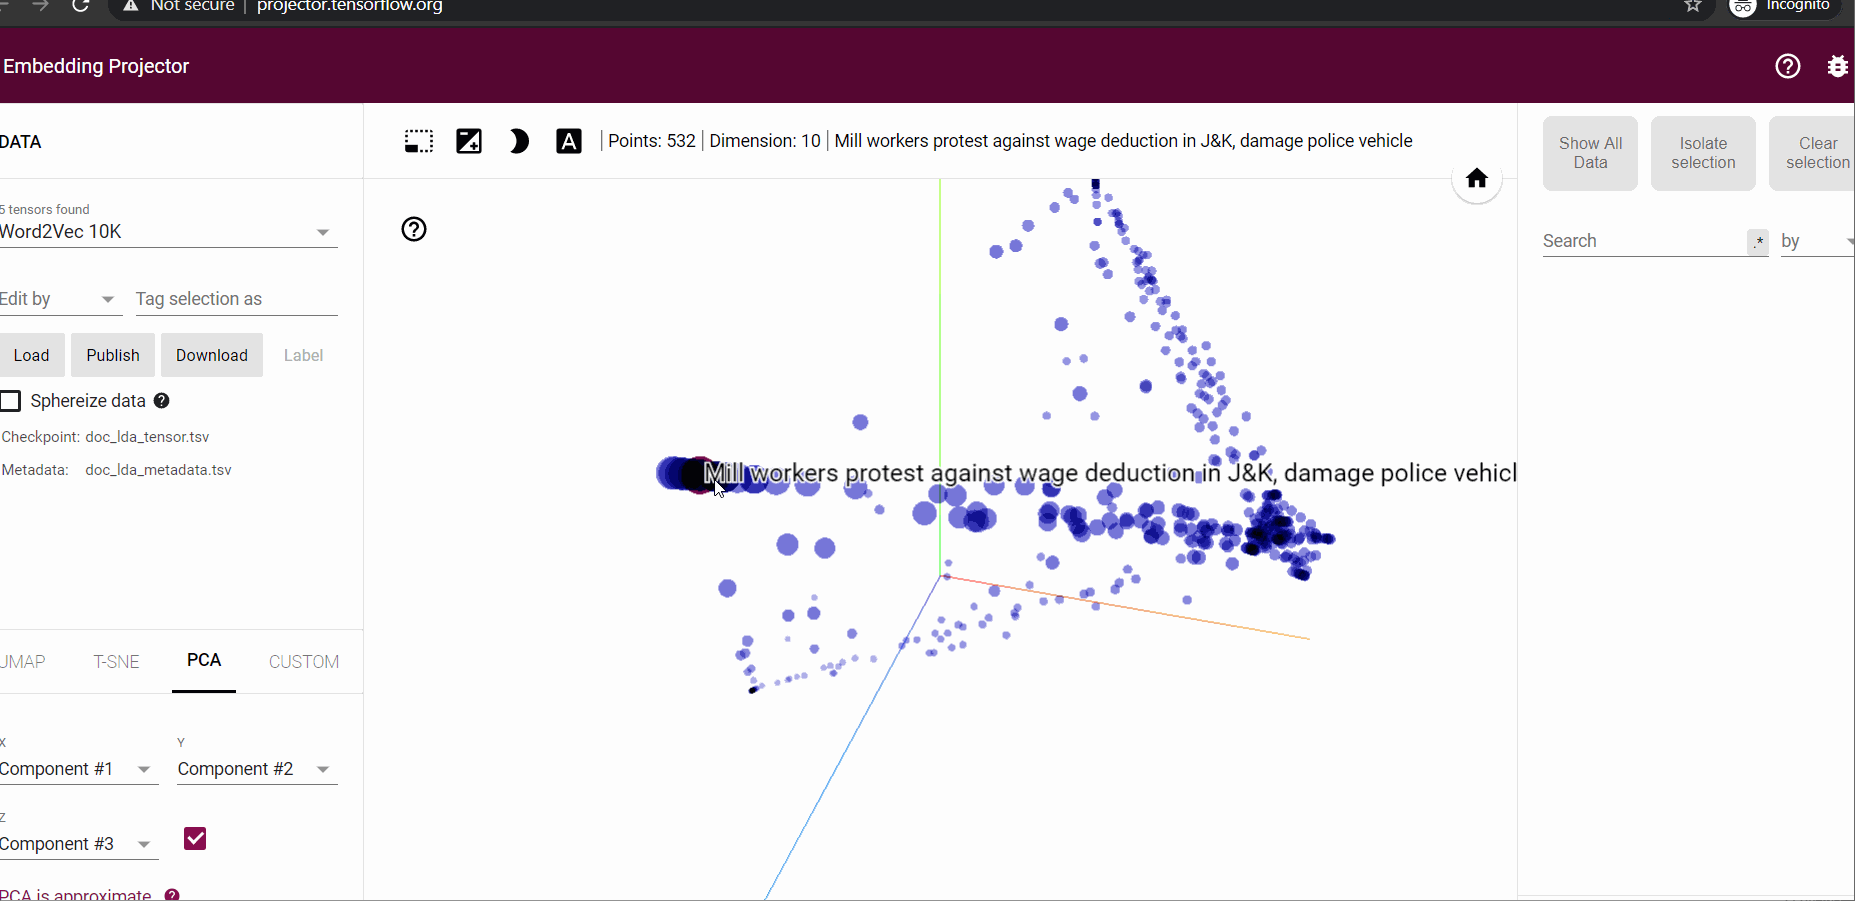 Not secure | projector.tensorflow.org
Incognito
Embedding Projector
DATA
Points: 532 | Dimension: 10 | Mill workers protest against wage deduction in J&K, damage police vehicle
Show All Data
Isolate selection
Clear selection
5 tensors found
Word2Vec 10K
Search
.*
by
Edit by
Tag selection as
Load
Publish
Download
Label
Sphereize data
Checkpoint: doc_lda_tensor.tsv
Metadata: doc_lda_metadata.tsv
Mill workers protest against wage deduction in J&K, damage police vehicl
UMAP
T-SNE
PCA
CUSTOM
X
Y
Component #1
Component #2
Z
Component #3
PCA is approximate